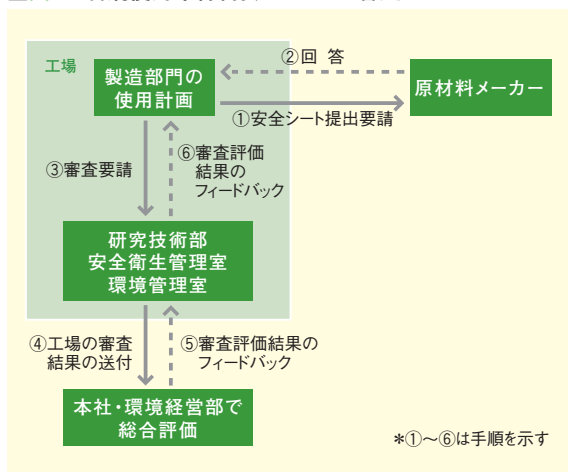 工場
製造部門の
使用計画
②回 答
原材料メーカー
①安全シート提出要請
③審査要請
⑥審査評価
結果の
フィードバック
研究技術部
安全衛生管理室
環境管理室
④工場の審査
結果の送付
⑤審査評価結果の
フィードバック
本社・環境経営部で
総合評価
*①～⑥は手順を示す